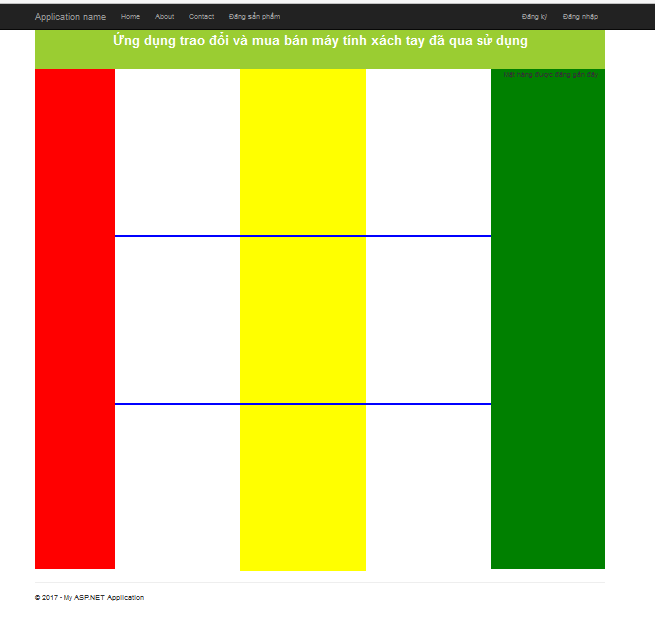 Application name Home About Contact Đăng sản phẩm Đăng ký Đăng nhập
Ứng dụng trao đổi và mua bán máy tính xách tay đã qua sử dụng
Mặt hàng được đăng gần đây
© 2017 - My ASP.NET Application